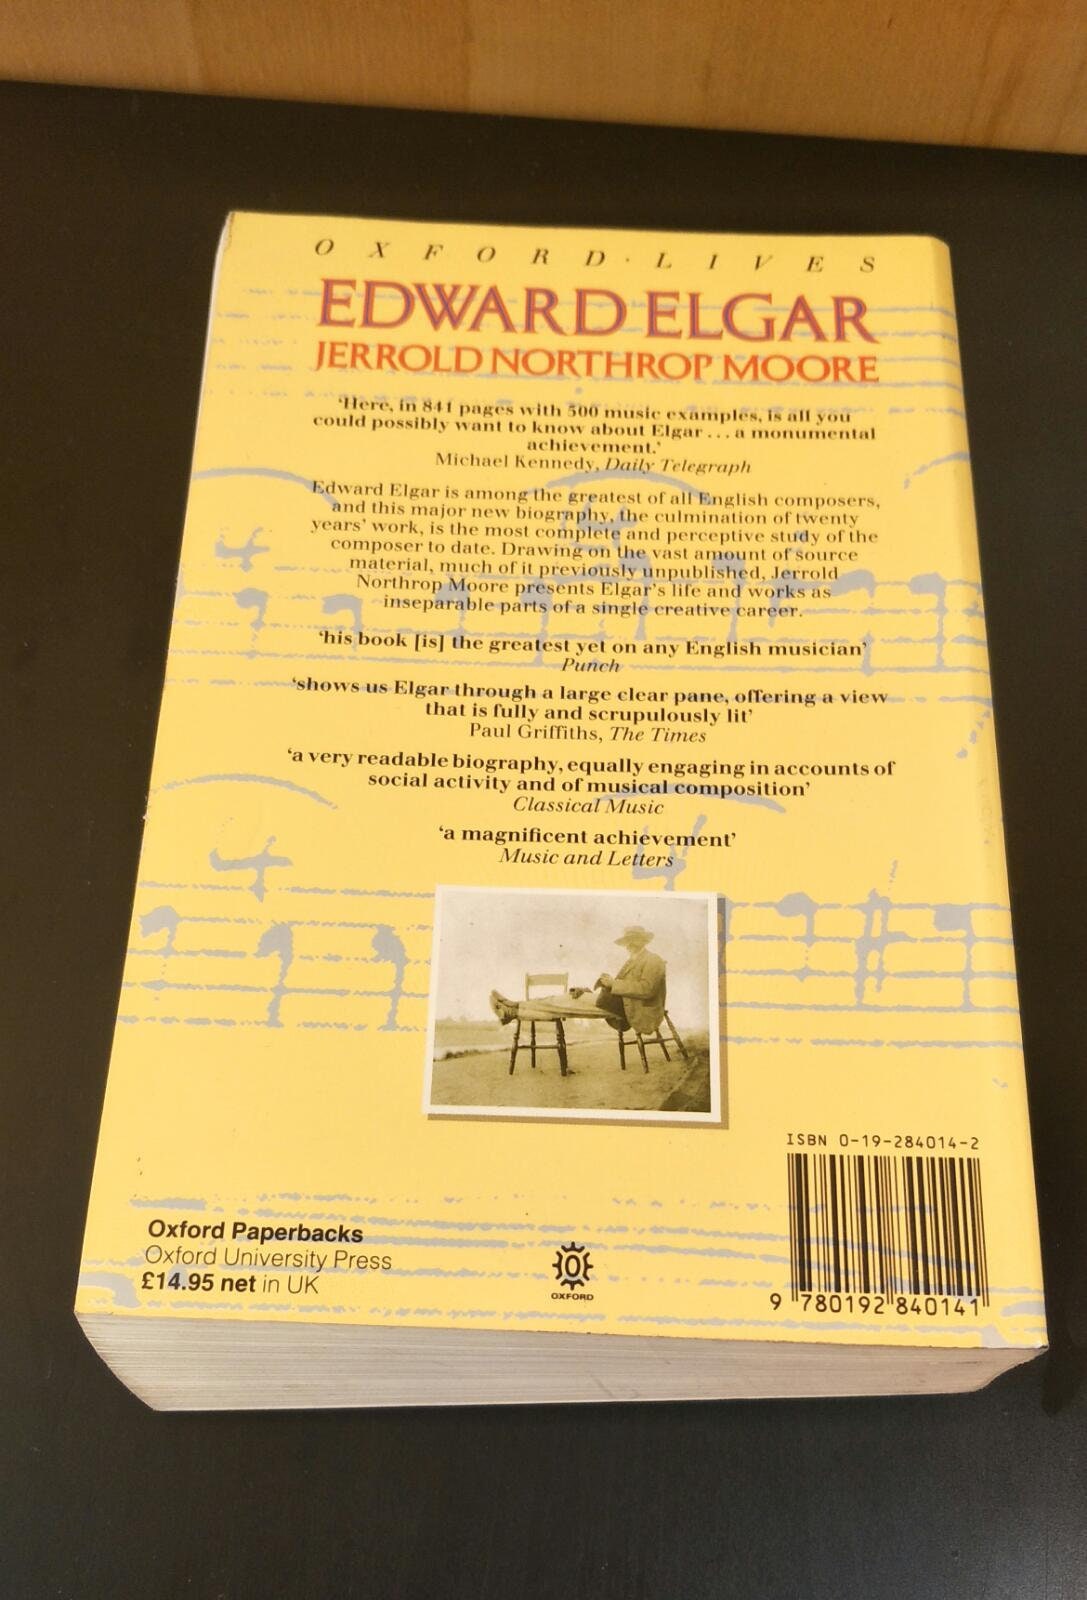 OXFORD · LIVES
EDWARD ELGAR
JERROLD NORTHROP MOORE
‘Here, in 841 pages with 500 music examples, is all you
could possibly want to know about Elgar ... a monumental
achievement.’
Michael Kennedy, Daily Telegraph
Edward Elgar is among the greatest of all English composers,
and this major new biography, the culmination of twenty
years’ work, is the most complete and perceptive study of the
composer to date. Drawing on the vast amount of source
material, much of it previously unpublished, Jerrold
Northrop Moore presents Elgar’s life and works as
inseparable parts of a single creative career.
‘his book [is] the greatest yet on any English musician’
Punch
‘shows us Elgar through a large clear pane, offering a view
that is fully and scrupulously lit’
Paul Griffiths, The Times
‘a very readable biography, equally engaging in accounts of
social activity and of musical composition’
Classical Music
‘a magnificent achievement’
Music and Letters
ISBN 0-19-284014-2
9 780192 840141
Oxford Paperbacks
Oxford University Press
£14.95 net in UK
OXFORD